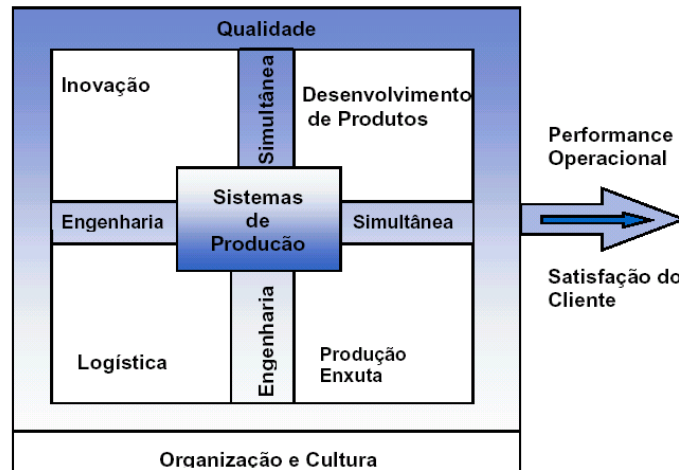 Qualidade
Inovação
Simultânea
Desenvolvimento
de Produtos
Performance
Operacional
Engenharia
Sistemas
de
Producão
Simultânea
Satisfação do
Cliente
Logística
Engenharia
Produção
Enxuta
Organização e Cultura